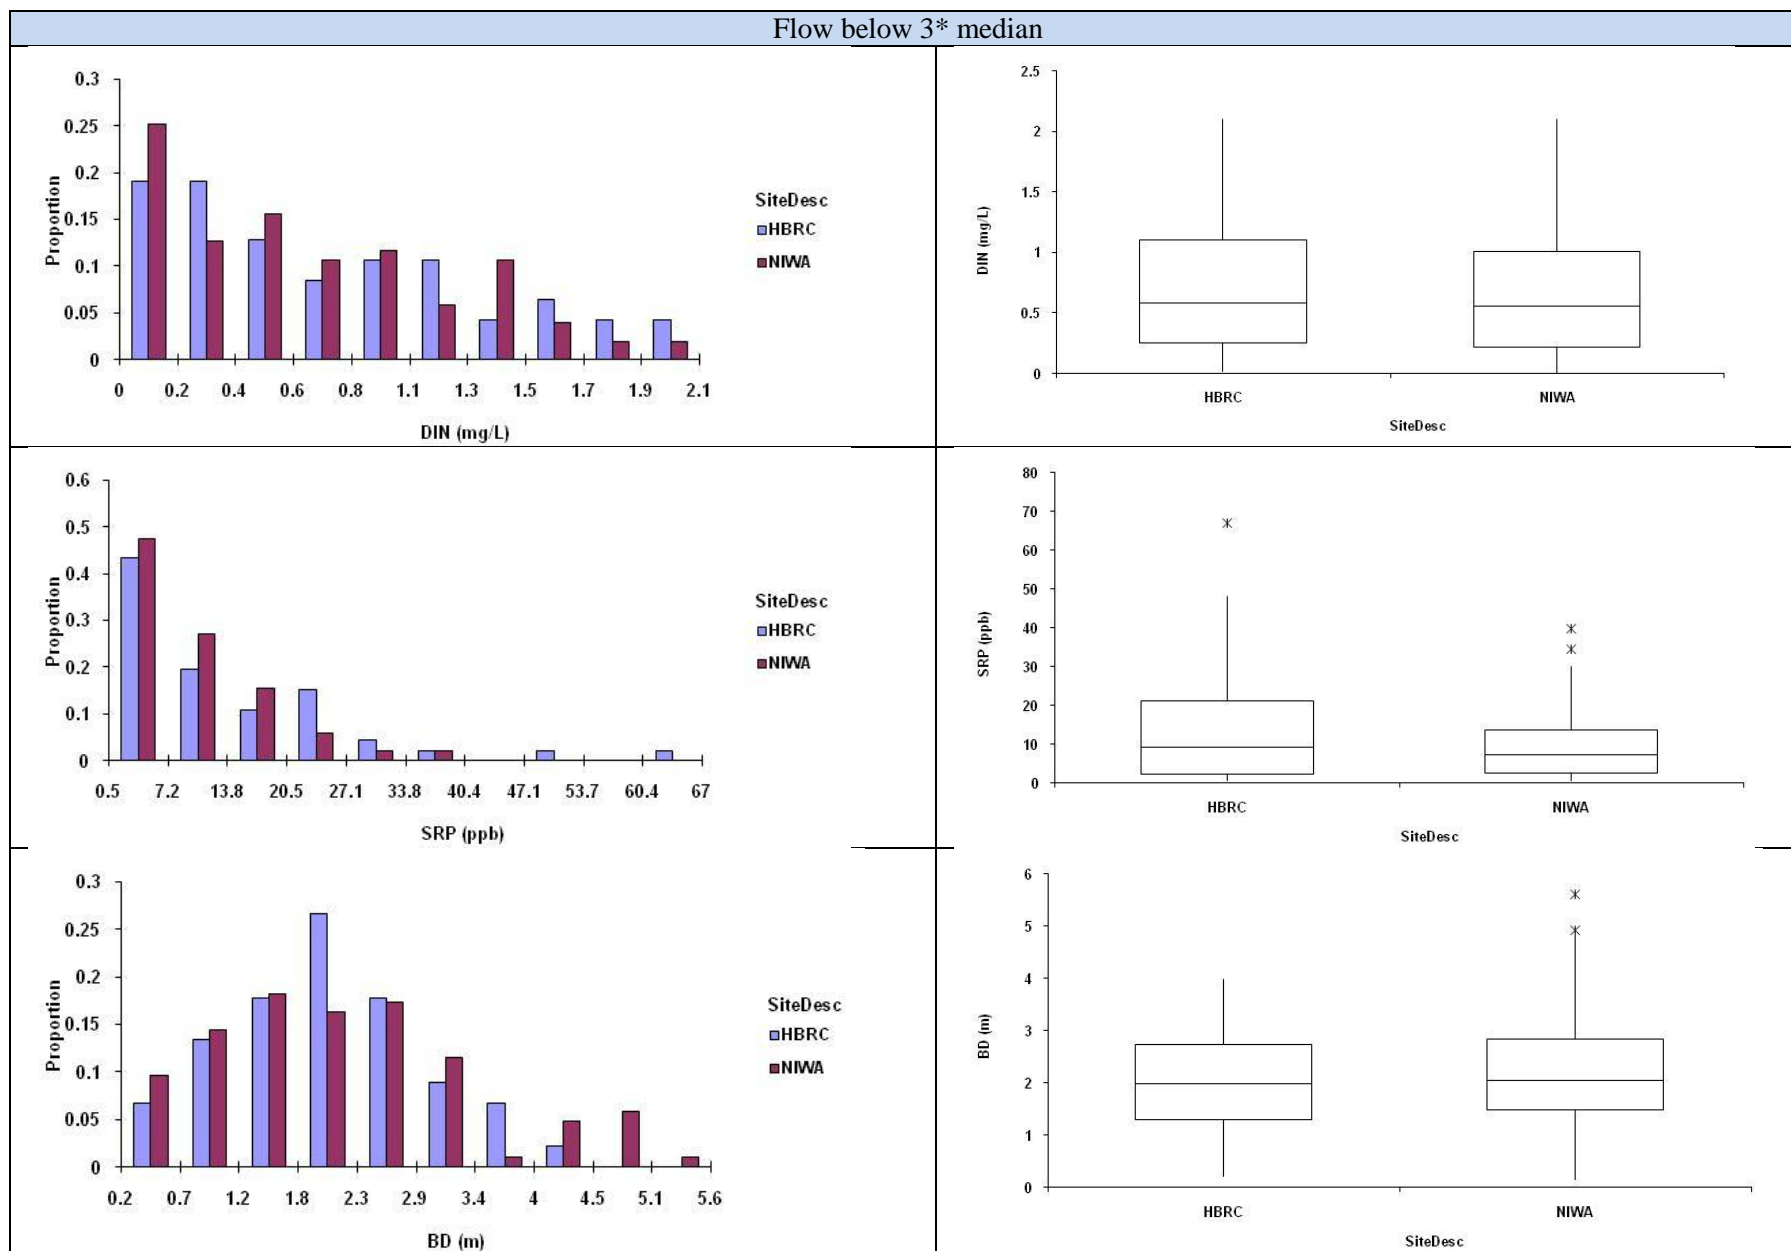 Flow below 3* median
0.3
0.25
0.2
0.15
0.1
0.05
0
Proportion
0 0.2 0.4 0.6 0.8 1.1 1.3 1.5 1.7 1.9 2.1
DIN (mg/L)
SiteDesc
HBRC
NIWA
2.5
2
1.5
1
0.5
0
DIN (mg/L)
HBRC NIWA
SiteDesc
0.6
0.5
0.4
0.3
0.2
0.1
0
Proportion
0.5 7.2 13.8 20.5 27.1 33.8 40.4 47.1 53.7 60.4 67
SRP (ppb)
SiteDesc
HBRC
NIWA
80
70
60
50
40
30
20
10
0
SRP (ppb)
HBRC NIWA
SiteDesc
0.3
0.25
0.2
0.15
0.1
0.05
0
Proportion
0.2 0.7 1.2 1.8 2.3 2.9 3.4 4 4.5 5.1 5.6
BD (m)
SiteDesc
HBRC
NIWA
6
5
4
3
2
1
0
BD (m)
HBRC NIWA
SiteDesc